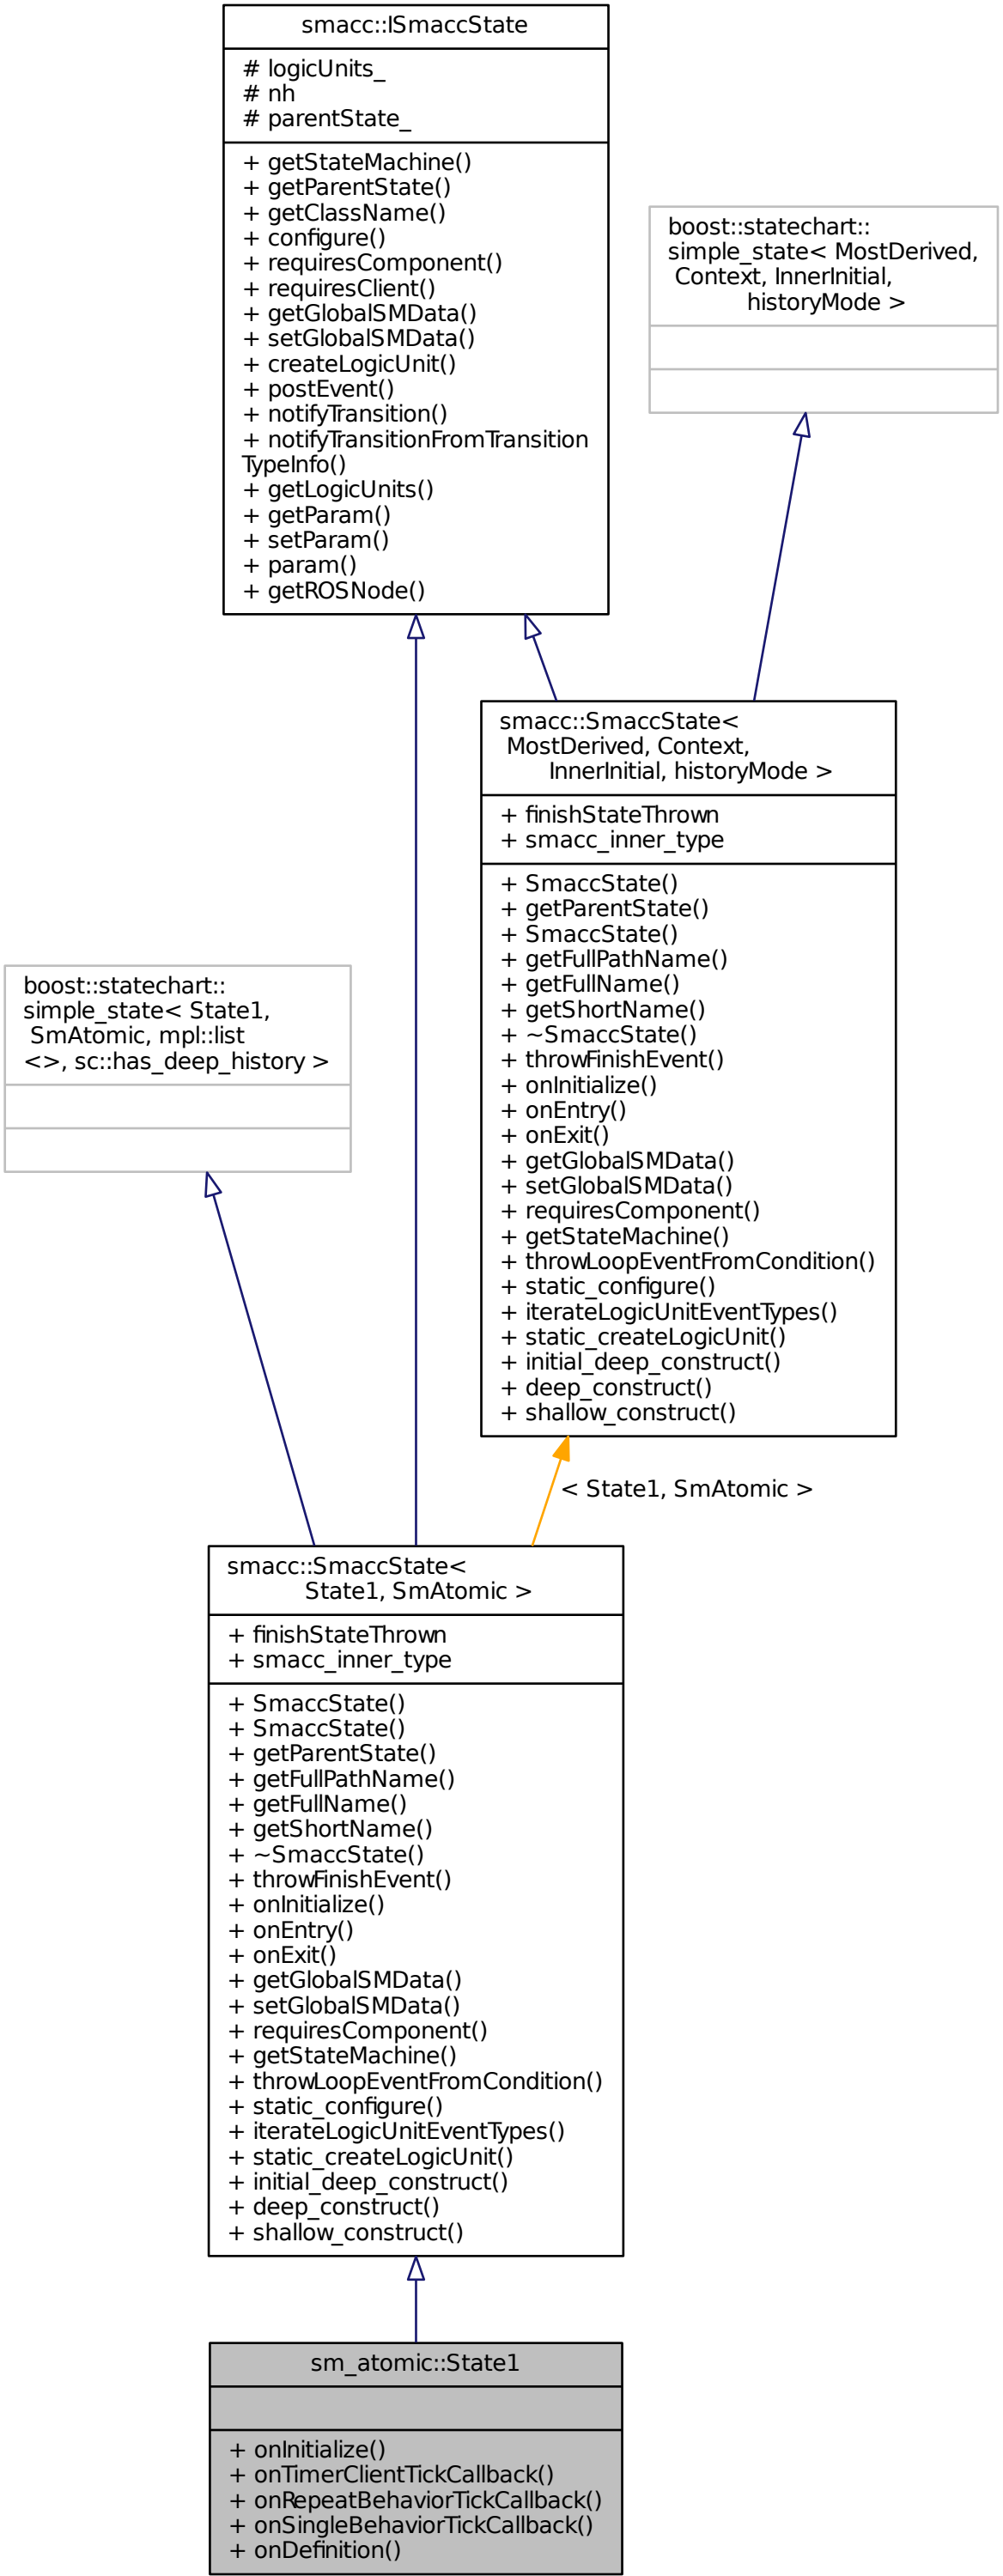 smacc::ISmaccState
# logicUnits_
# nh
# parentState_
+ getStateMachine()
+ getParentState()
+ getClassName()
+ configure()
+ requiresComponent()
+ requiresClient()
+ getGlobalSMData()
+ setGlobalSMData()
+ createLogicUnit()
+ postEvent()
+ notifyTransition()
+ notifyTransitionFromTransition
TypeInfo()
+ getLogicUnits()
+ getParam()
+ setParam()
+ param()
+ getROSNode()
boost::statechart::
simple_state< MostDerived,
Context, InnerInitial,
historyMode >
smacc::SmaccState<
MostDerived, Context,
InnerInitial, historyMode >
+ finishStateThrown
+ smacc_inner_type
+ SmaccState()
+ getParentState()
+ SmaccState()
+ getFullPathName()
+ getFullName()
+ getShortName()
+ ~SmaccState()
+ throwFinishEvent()
+ onInitialize()
+ onEntry()
+ onExit()
+ getGlobalSMData()
+ setGlobalSMData()
+ requiresComponent()
+ getStateMachine()
+ throwLoopEventFromCondition()
+ static_configure()
+ iterateLogicUnitEventTypes()
+ static_createLogicUnit()
+ initial_deep_construct()
+ deep_construct()
+ shallow_construct()
boost::statechart::
simple_state< State1,
SmAtomic, mpl::list
<>, sc::has_deep_history >
< State1, SmAtomic >
smacc::SmaccState<
State1, SmAtomic >
+ finishStateThrown
+ smacc_inner_type
+ SmaccState()
+ SmaccState()
+ getParentState()
+ getFullPathName()
+ getFullName()
+ getShortName()
+ ~SmaccState()
+ throwFinishEvent()
+ onInitialize()
+ onEntry()
+ onExit()
+ getGlobalSMData()
+ setGlobalSMData()
+ requiresComponent()
+ getStateMachine()
+ throwLoopEventFromCondition()
+ static_configure()
+ iterateLogicUnitEventTypes()
+ static_createLogicUnit()
+ initial_deep_construct()
+ deep_construct()
+ shallow_construct()
sm_atomic::State1
+ onInitialize()
+ onTimerClientTickCallback()
+ onRepeatBehaviorTickCallback()
+ onSingleBehaviorTickCallback()
+ onDefinition()